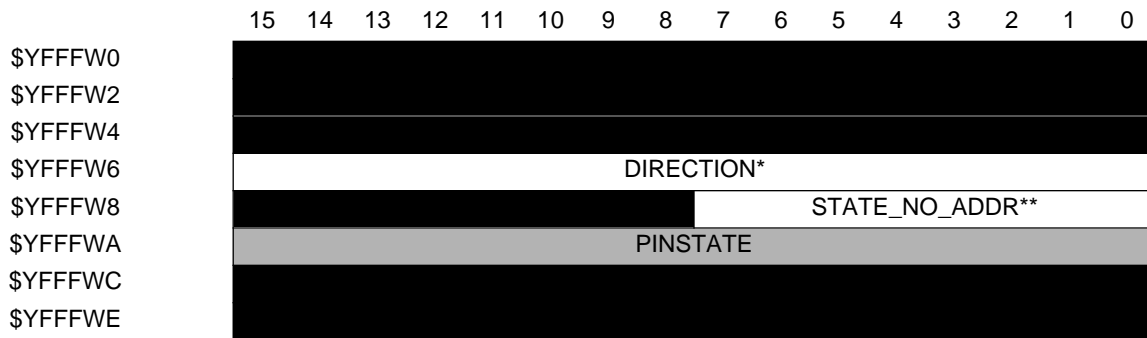 15 14 13 12 11 10 9 8 7 6 5 4 3 2 1 0
$YFFFW0
$YFFFW2
$YFFFW4
$YFFFW6 DIRECTION*
$YFFFW8 STATE_NO_ADDR**
$YFFFWA PINSTATE
$YFFFWC
$YFFFWE